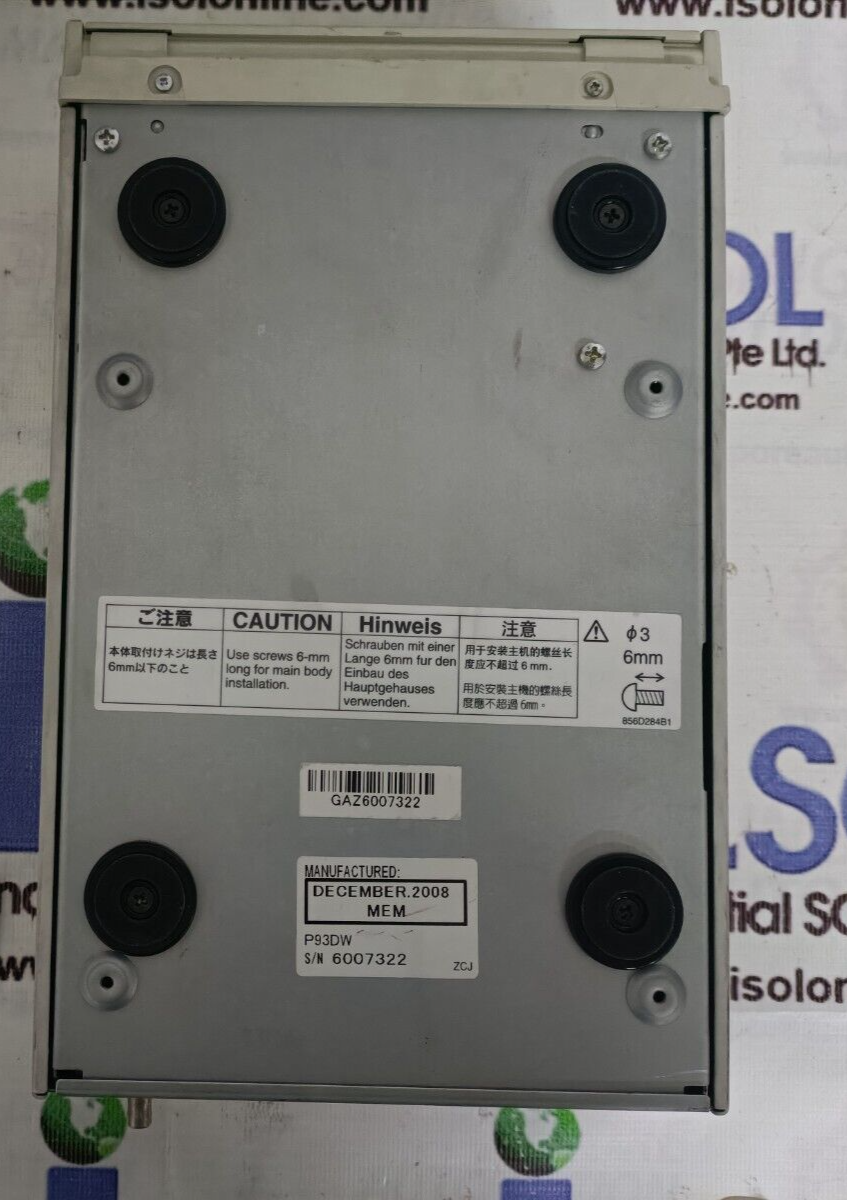 www.isolonline.com
www.isolonline
OL
Pte Ltd.
.com
ご注意
本体取付けネジは長さ
6mm以下のこと
CAUTION
Use screws 6-mm
long for main body
installation.
Hinweis
Schrauben mit einer
Lange 6mm fur den
Einbau des
Hauptgehauses
verwenden.
注意
用于安装主机的螺丝长
度应不超过 6 mm.
用於安裝主機的螺絲長
度應不超過 6mm。
⚠ φ3
6mm
856D284B1
GAZ6007322
MANUFACTURED:
DECEMBER.2008
MEM
P93DW
S/N 6007322
ZCJ
tial SO
isolon